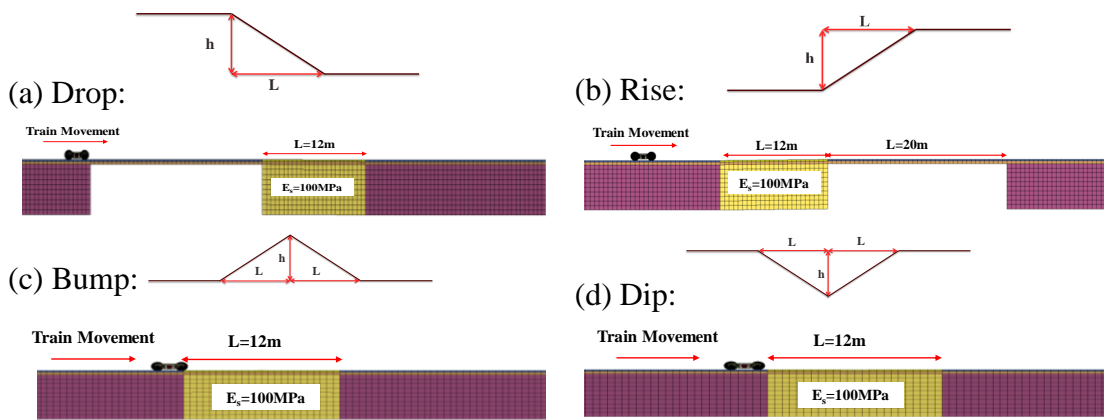 h
L
(a) Drop:
Train Movement
L=12m
Es=100MPa
L
h
(b) Rise:
Train Movement
L=12m
L=20m
Es=100MPa
(c) Bump:
h
L
L
Train Movement
L=12m
Es=100MPa
L
L
h
(d) Dip:
Train Movement
L=12m
Es=100MPa